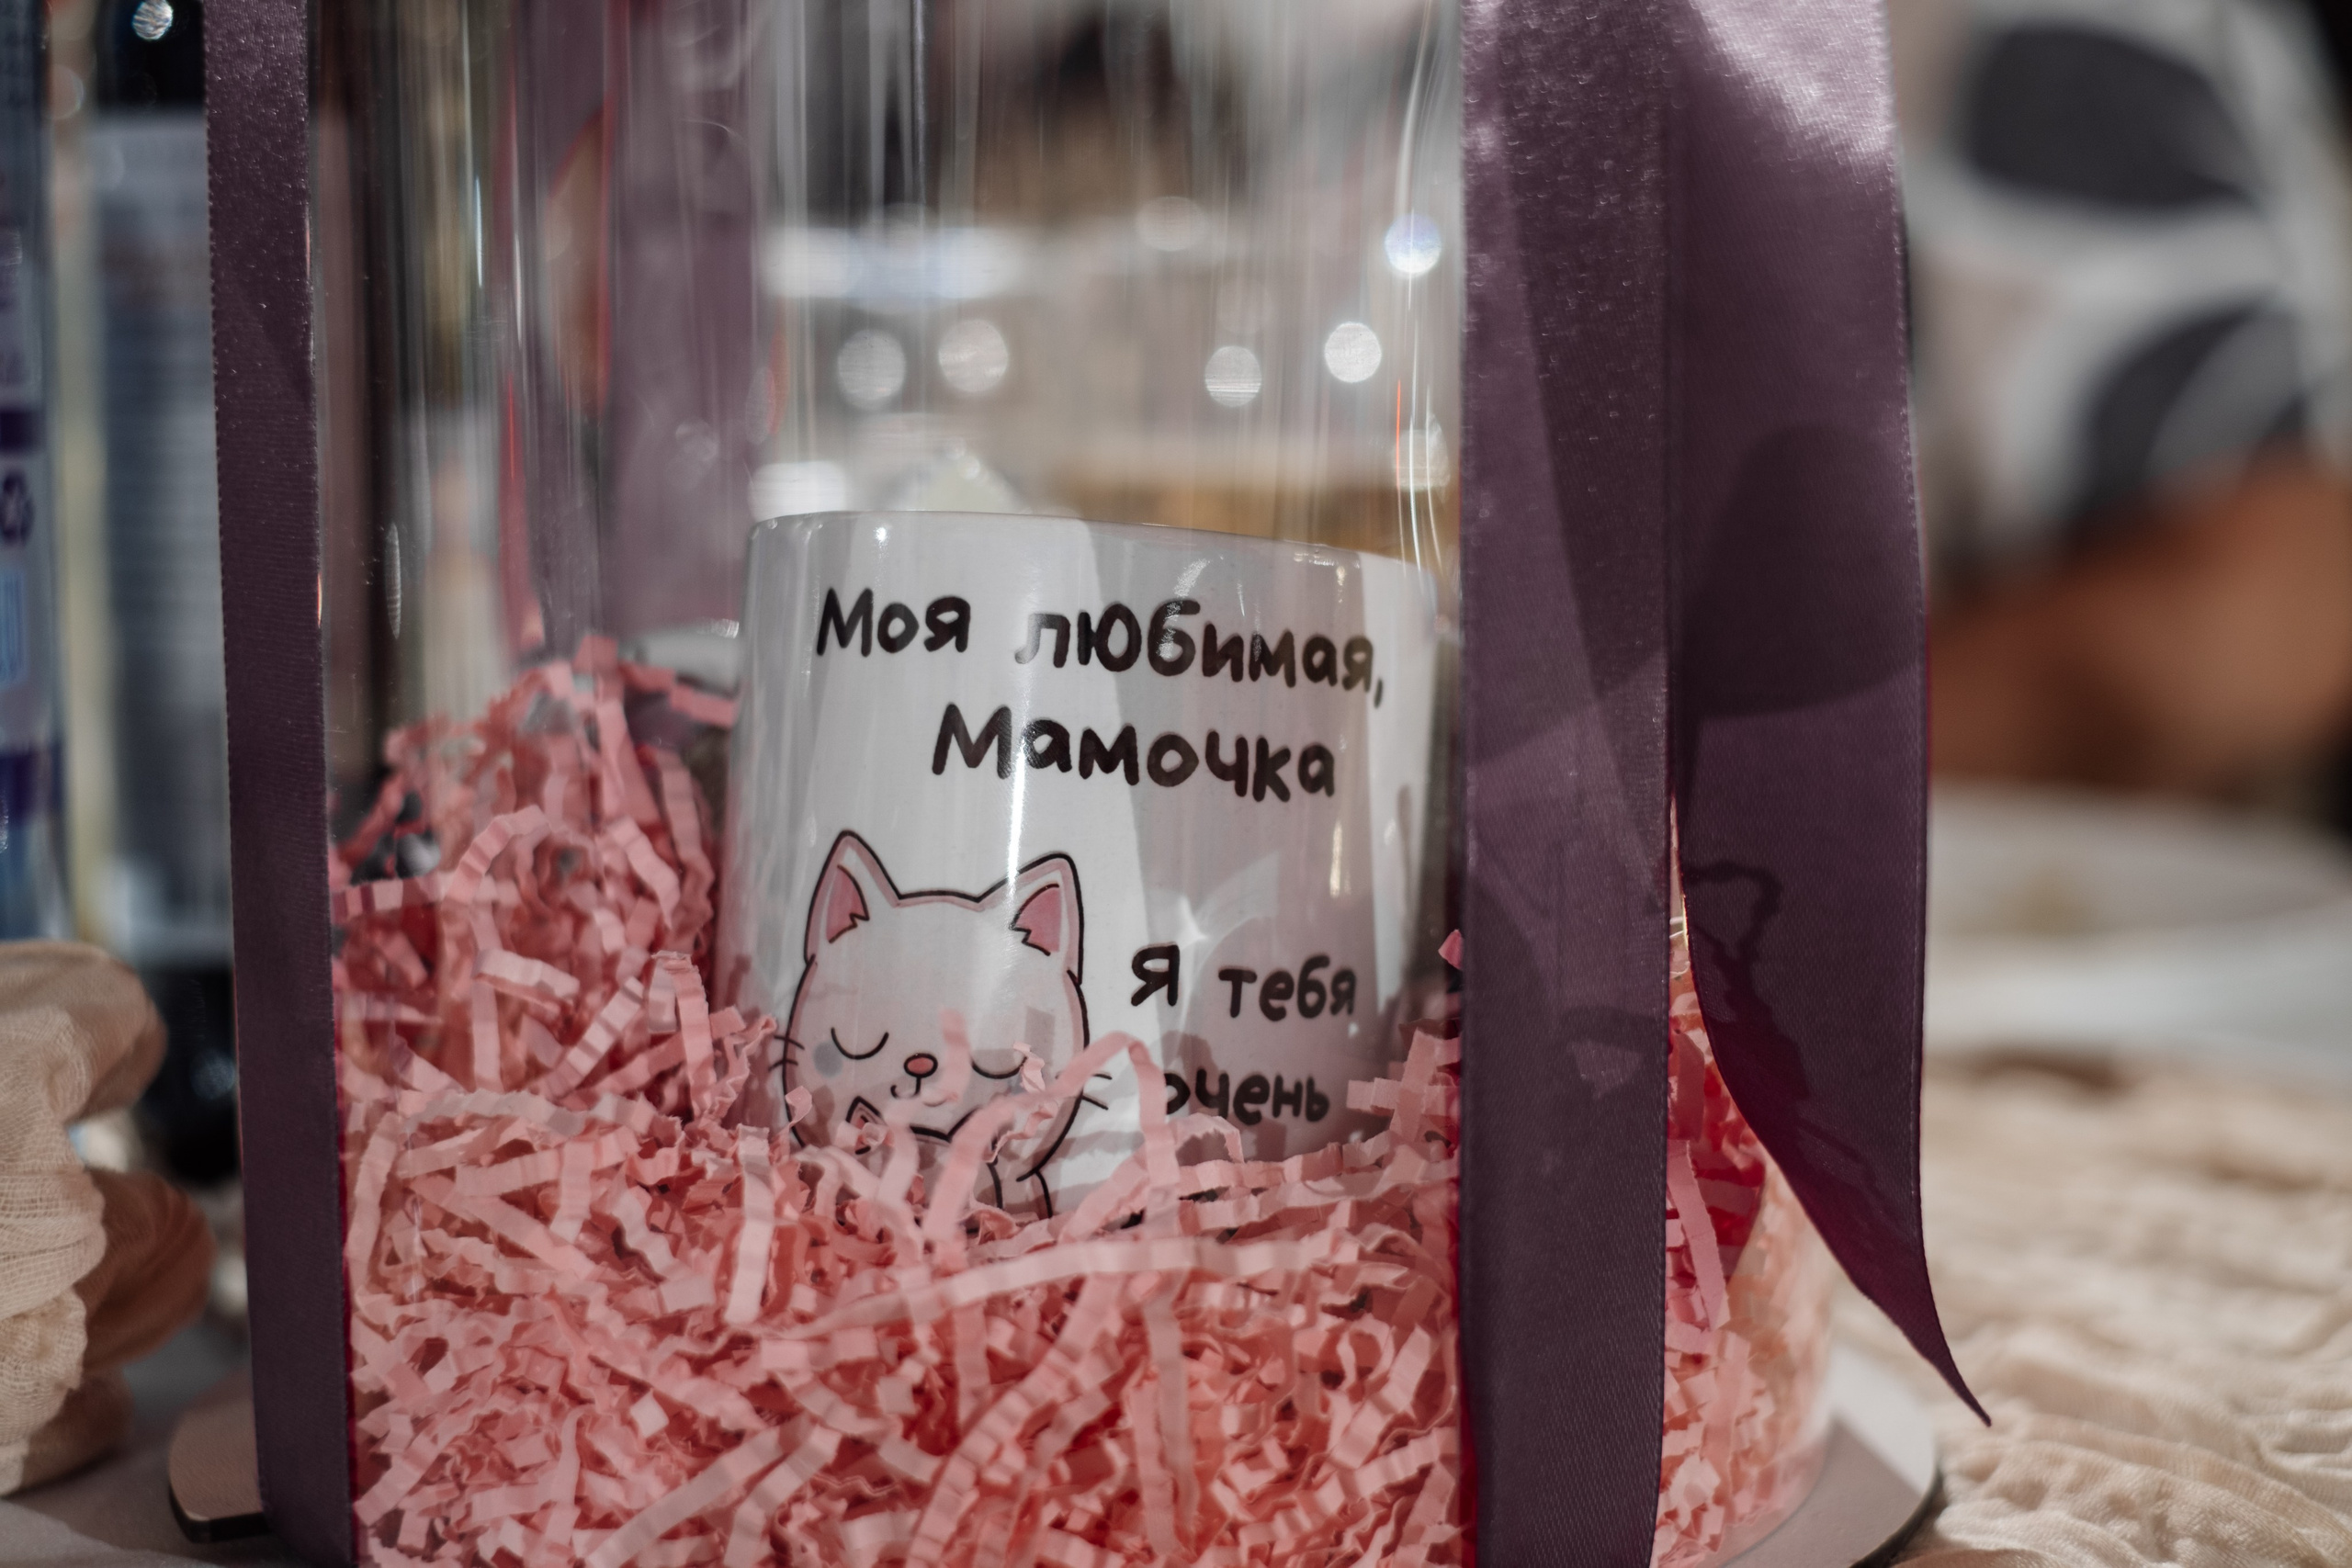 Моя любимая,
Мамочка
Я тебя
очень